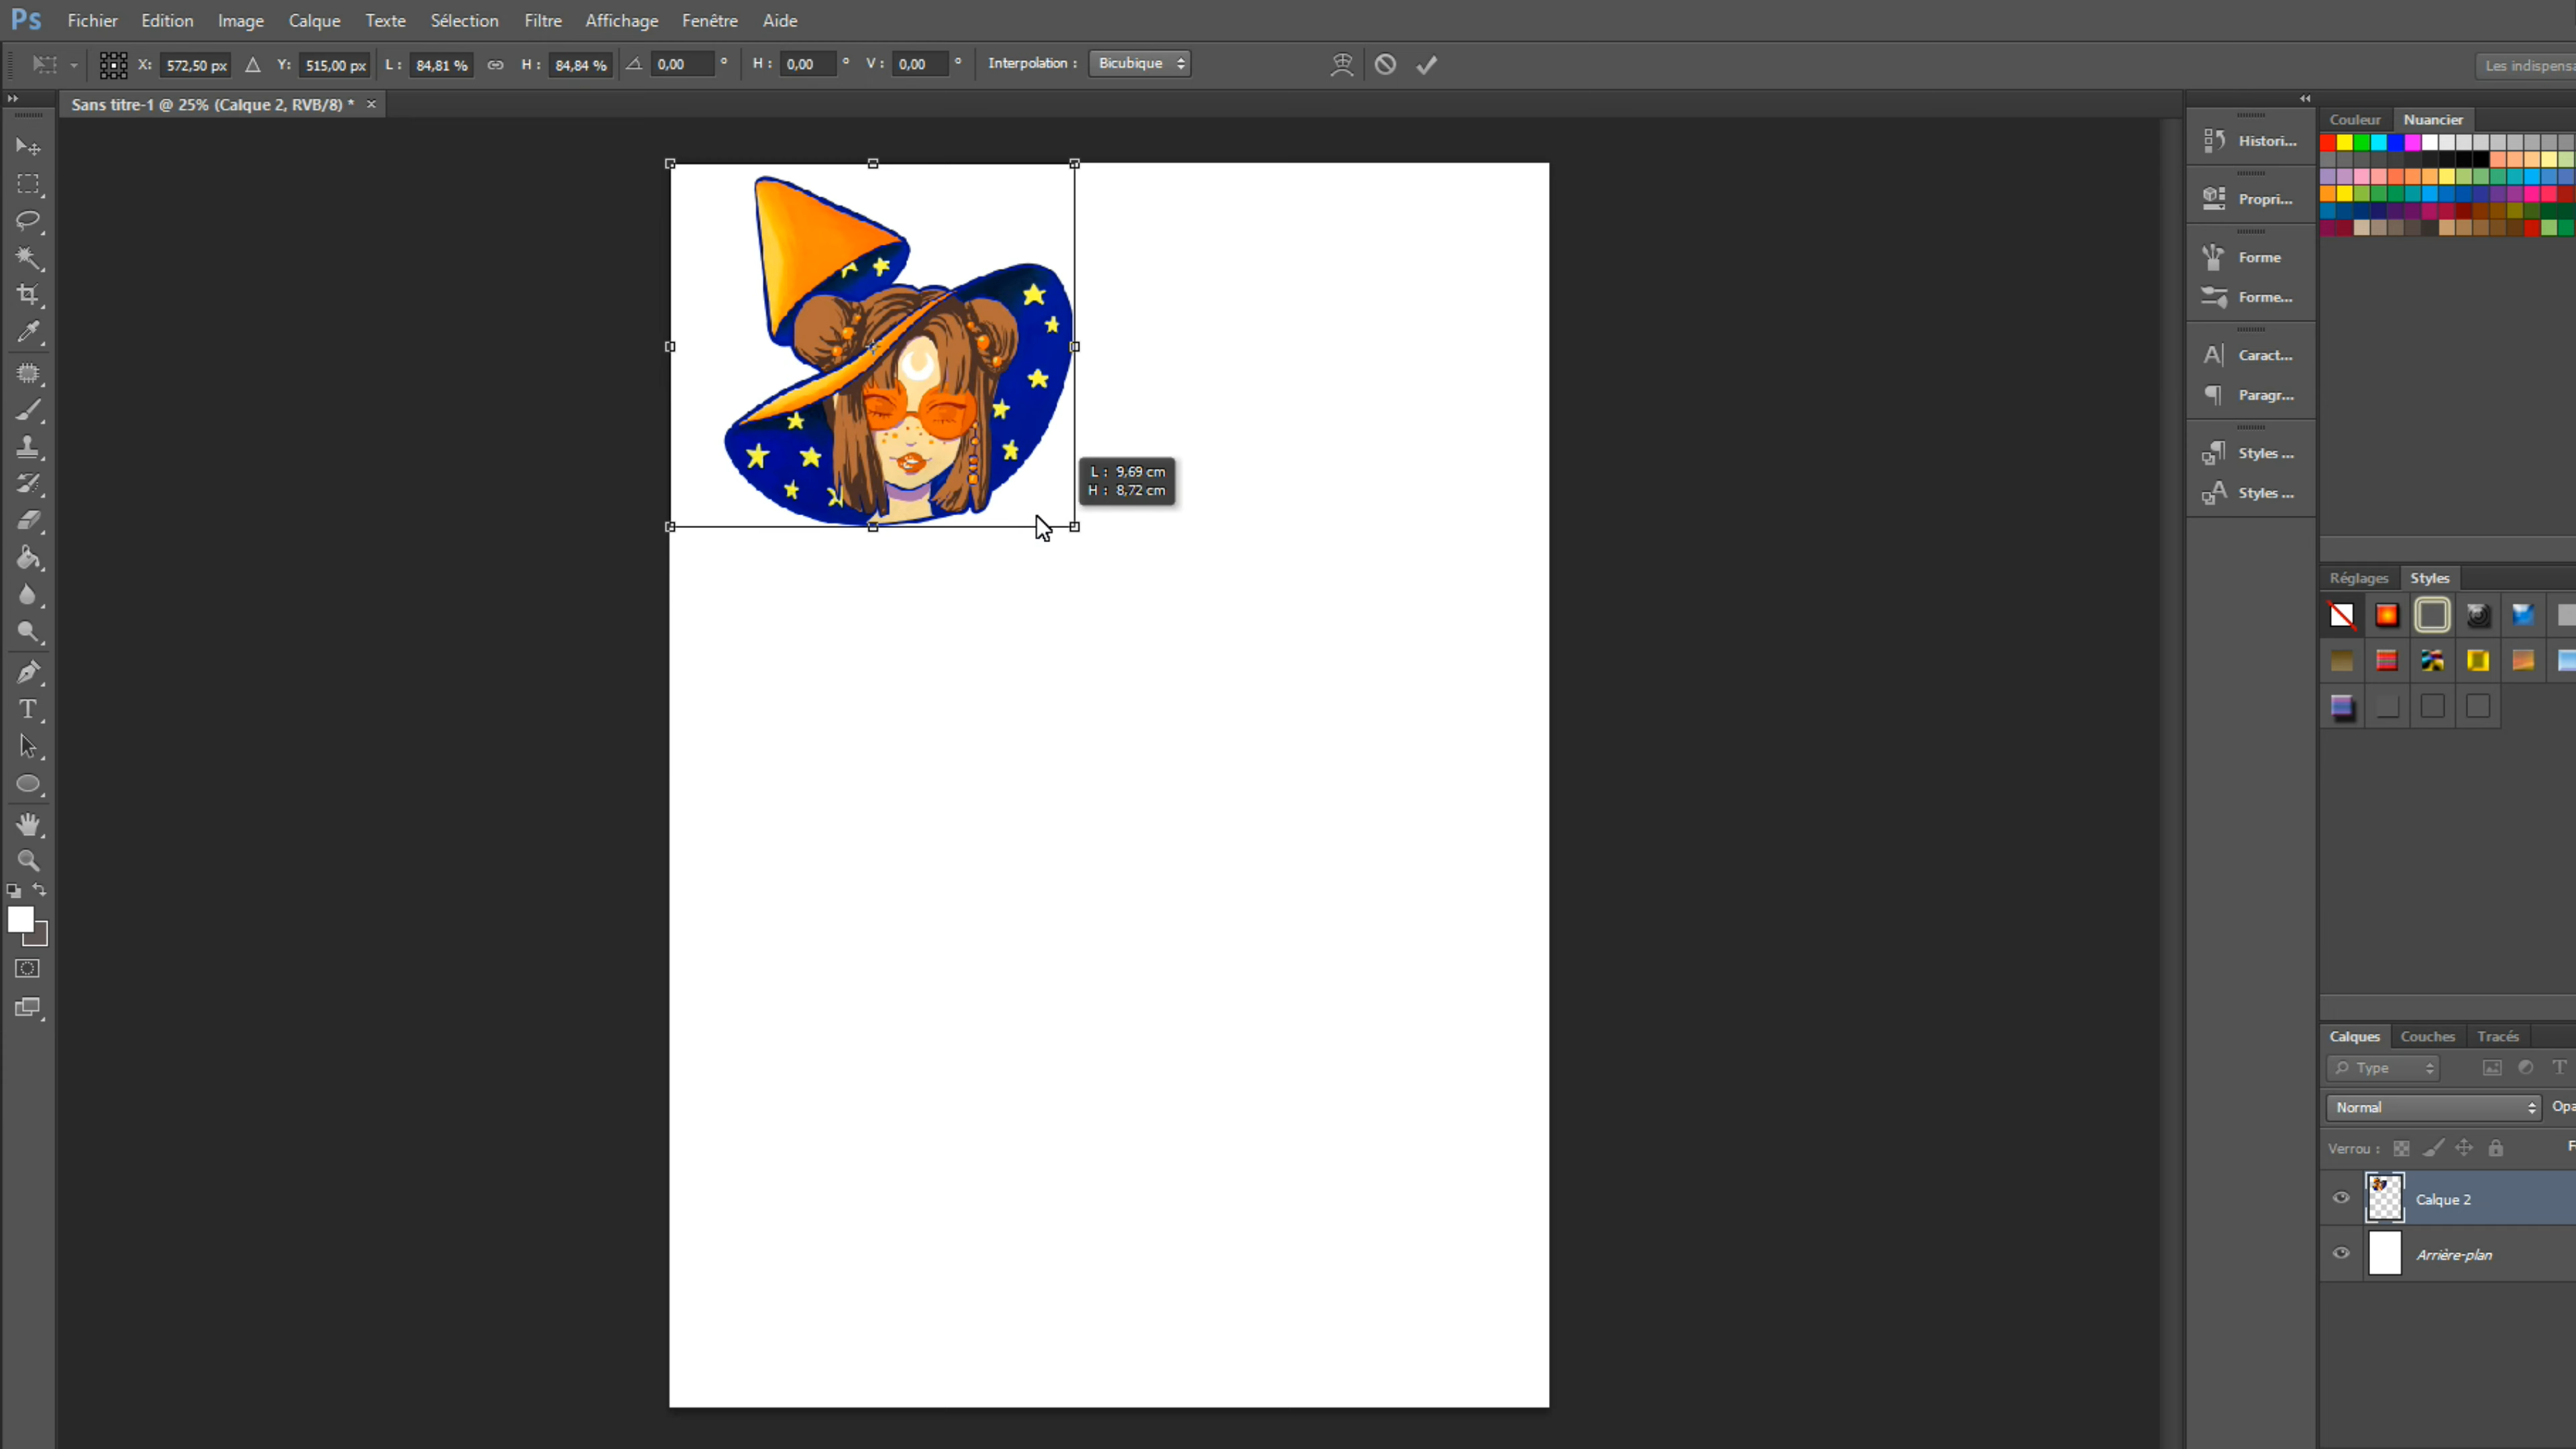 Ps Fichier Edition Image Calque Texte Sélection Filtre Affichage Fenêtre Aide
X: 572,50 px Y: 515,00 px L : 84,81 % H : 84,84 % 0,00 ° H : 0,00 ° V : 0,00 ° Interpolation : Bicubique
Les indispensa
Sans titre-1 @ 25% (Calque 2, RVB/8) * ×
Couleur Nuancier
Histori...
Propri...
Forme
Forme...
Caract...
Paragr...
Styles ...
Styles ...
L : 9,69 cm
H : 8,72 cm
Réglages Styles
Calques Couches Tracés
Type
Normal Opa
Verrou : F
Calque 2
Arrière-plan